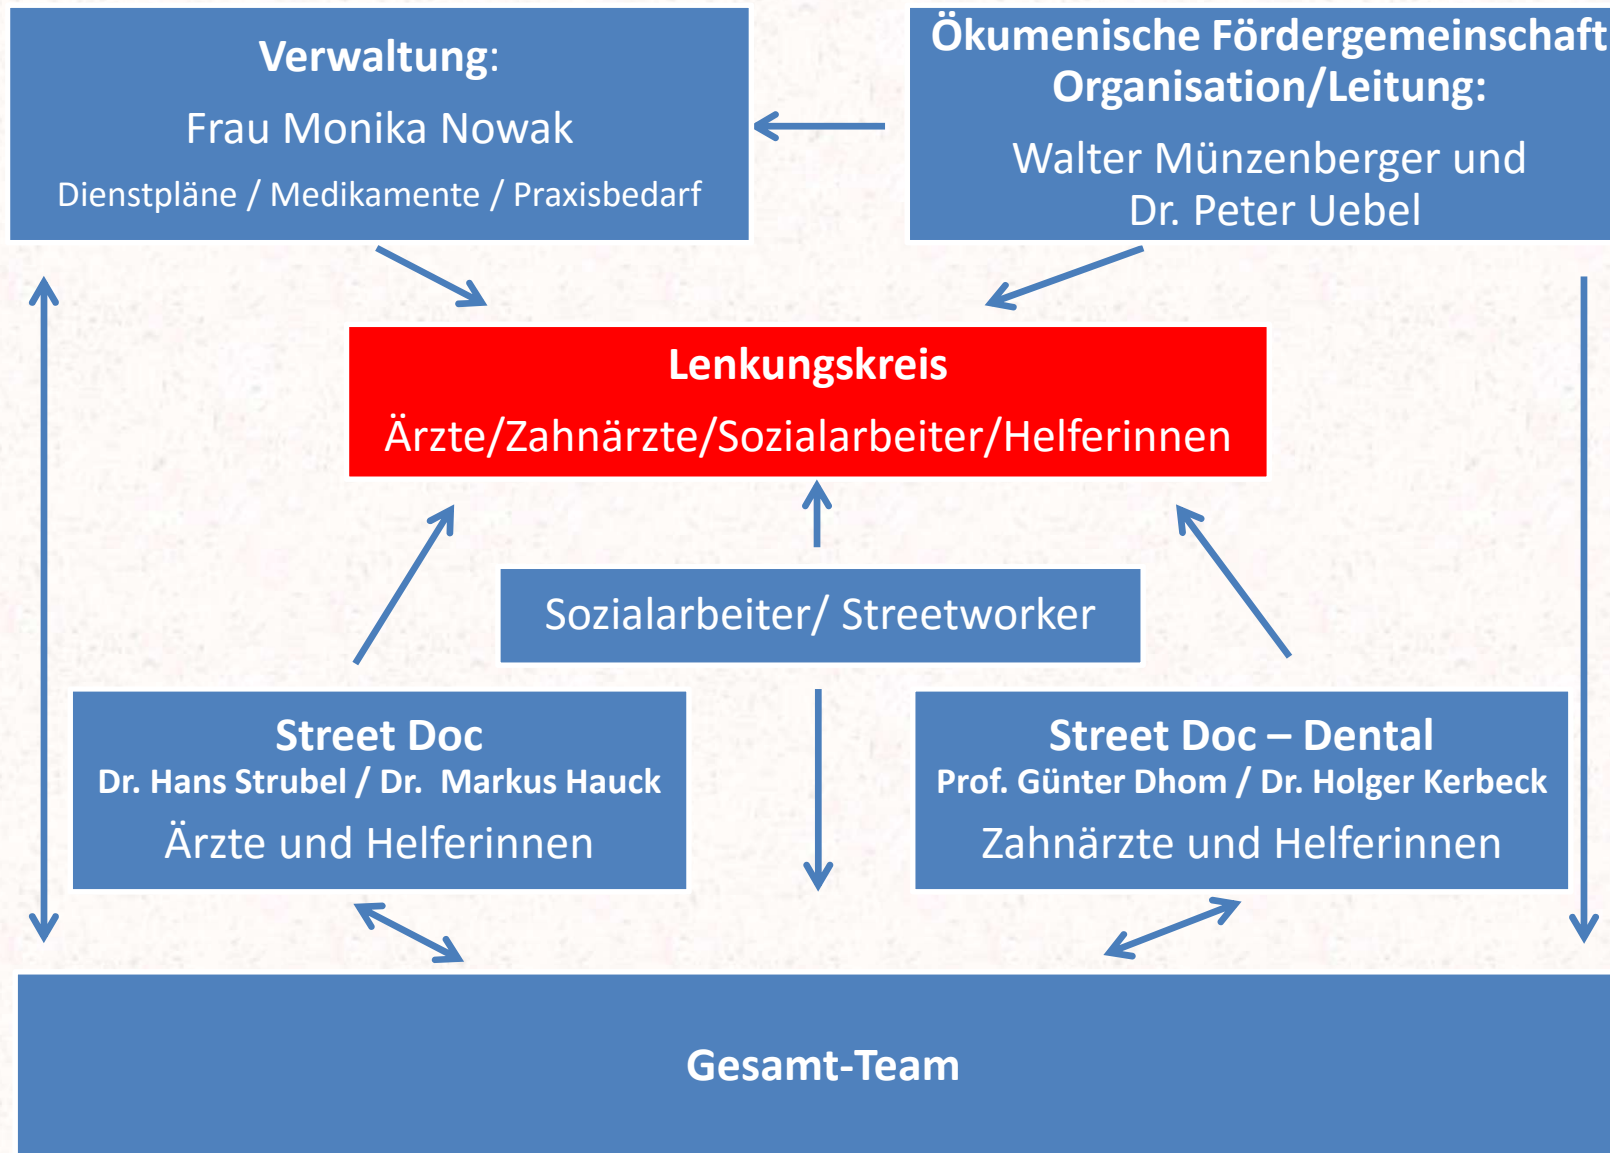 Verwaltung:
Frau Monika Nowak
Dienstpläne / Medikamente / Praxisbedarf
Ökumenische Fördergemeinschaft
Organisation/Leitung:
Walter Münzenberger und
Dr. Peter Uebel
Lenkungskreis
Ärzte/Zahnärzte/Sozialarbeiter/Helferinnen
Sozialarbeiter/ Streetworker
Street Doc
Dr. Hans Strubel / Dr. Markus Hauck
Ärzte und Helferinnen
Street Doc – Dental
Prof. Günter Dhom / Dr. Holger Kerbeck
Zahnärzte und Helferinnen
Gesamt-Team